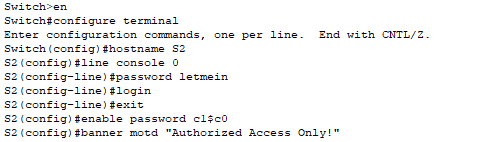 Switch>en
Switch#configure terminal
Enter configuration commands, one per line.  End with CNTL/Z.
Switch(config)#hostname S2
S2(config)#line console 0
S2(config-line)#password letmein
S2(config-line)#login
S2(config-line)#exit
S2(config)#enable password c1$c0
S2(config)#banner motd "Authorized Access Only!"